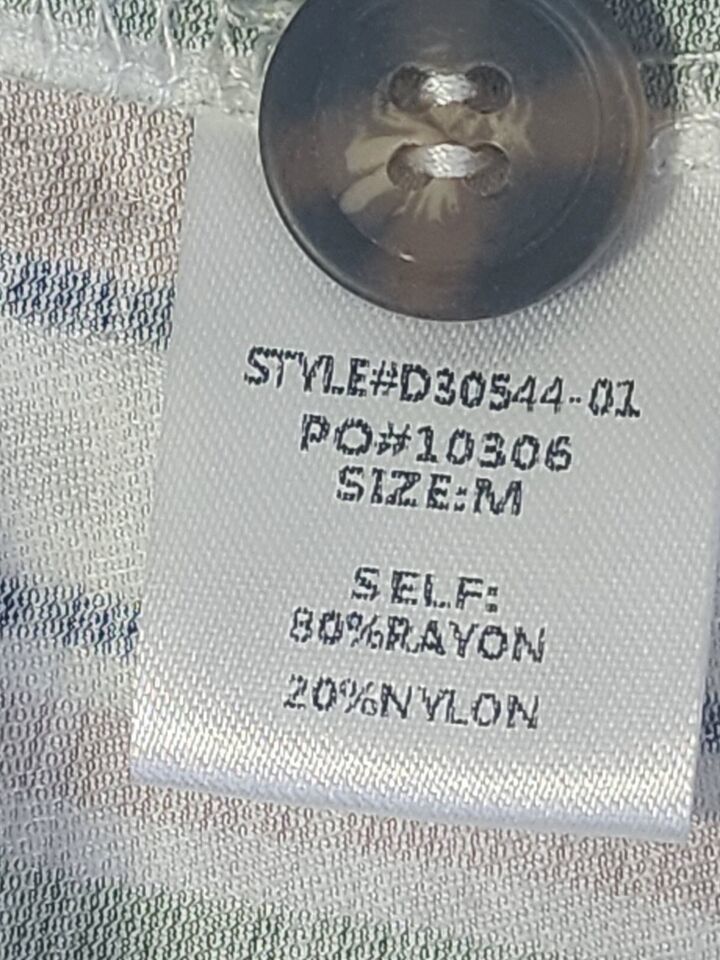 STYLE#D30544-01
PO#10306
SIZE:M
SELF:
80%RAYON
20%NYLON